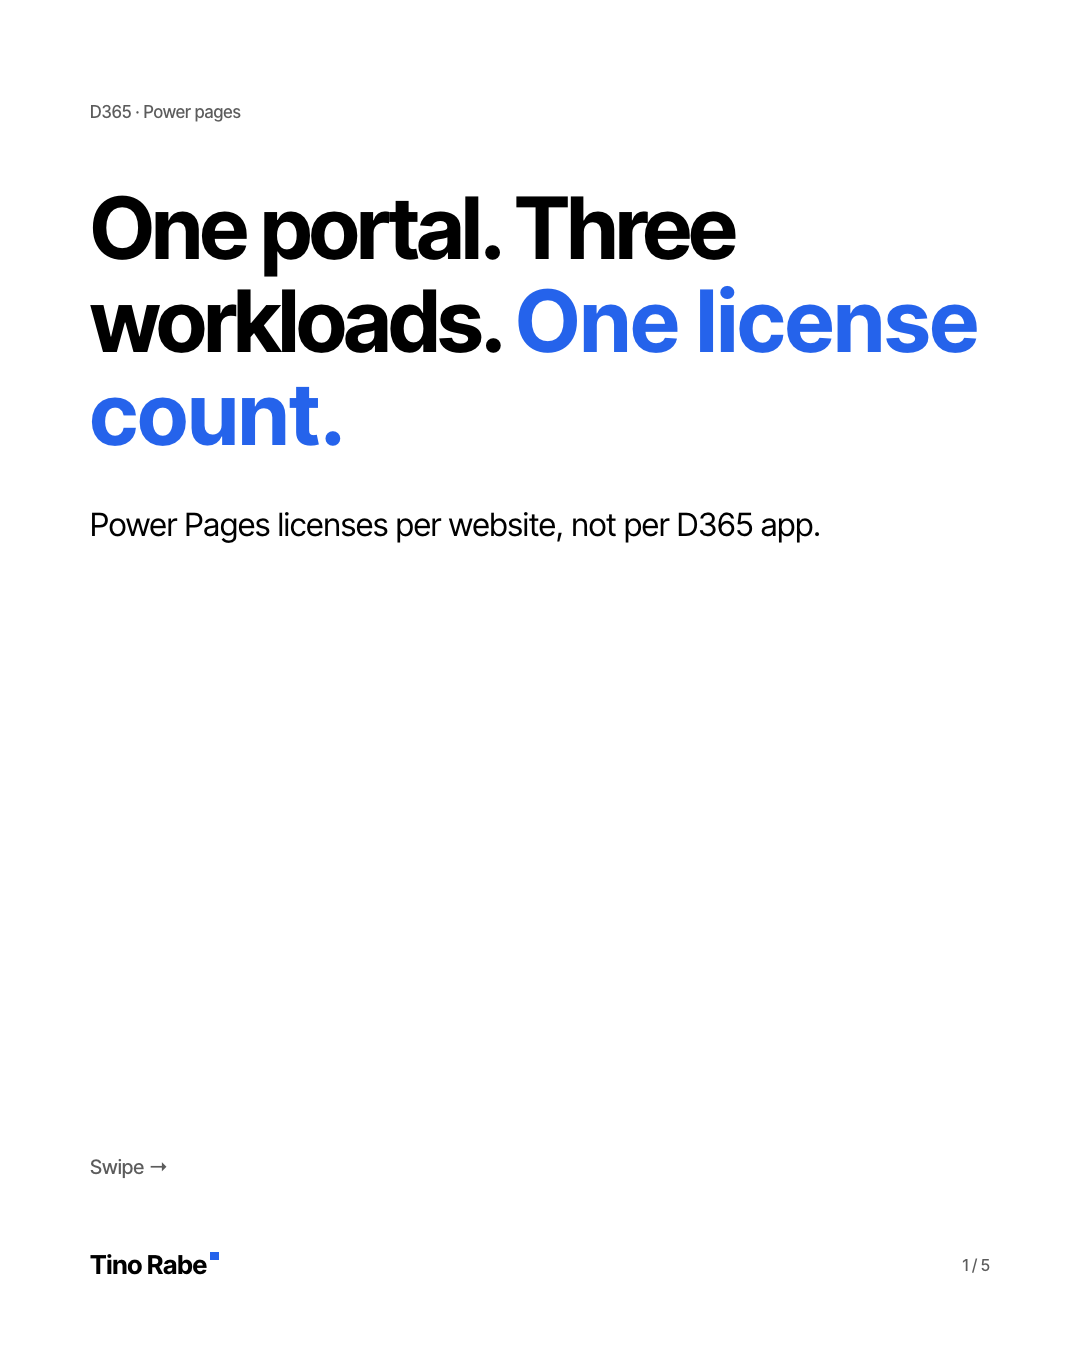 D365 · Power pages
One portal. Three
workloads. One license
count.
Power Pages licenses per website, not per D365 app.
Swipe →
Tino Rabe
1 / 5